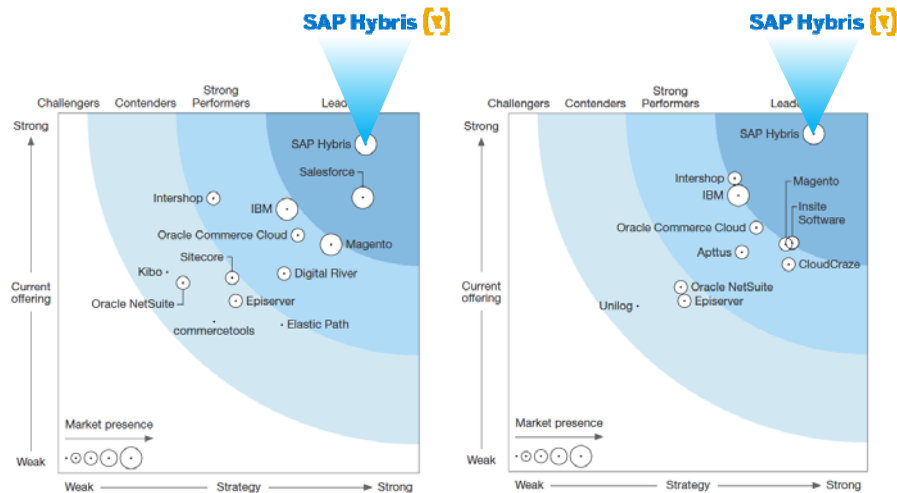 SAP Hybris
Challengers
Contenders
Strong
Performers
Leade
Strong
SAP Hybris
Salesforce
Intershop
IBM
Oracle Commerce Cloud
Magento
Sitecore
Kibo
Digital River
Oracle NetSuite
Episerver
commercetools
Elastic Path
Current
offering
Market presence
Weak
Weak
Strategy
Strong
SAP Hybris
Challengers
Contenders
Strong
Performers
Leade
Strong
SAP Hybris
Intershop
Magento
IBM
Insite
Software
Oracle Commerce Cloud
Apttus
CloudCraze
Oracle NetSuite
Unilog
Episerver
Current
offering
Market presence
Weak
Weak
Strategy
Strong